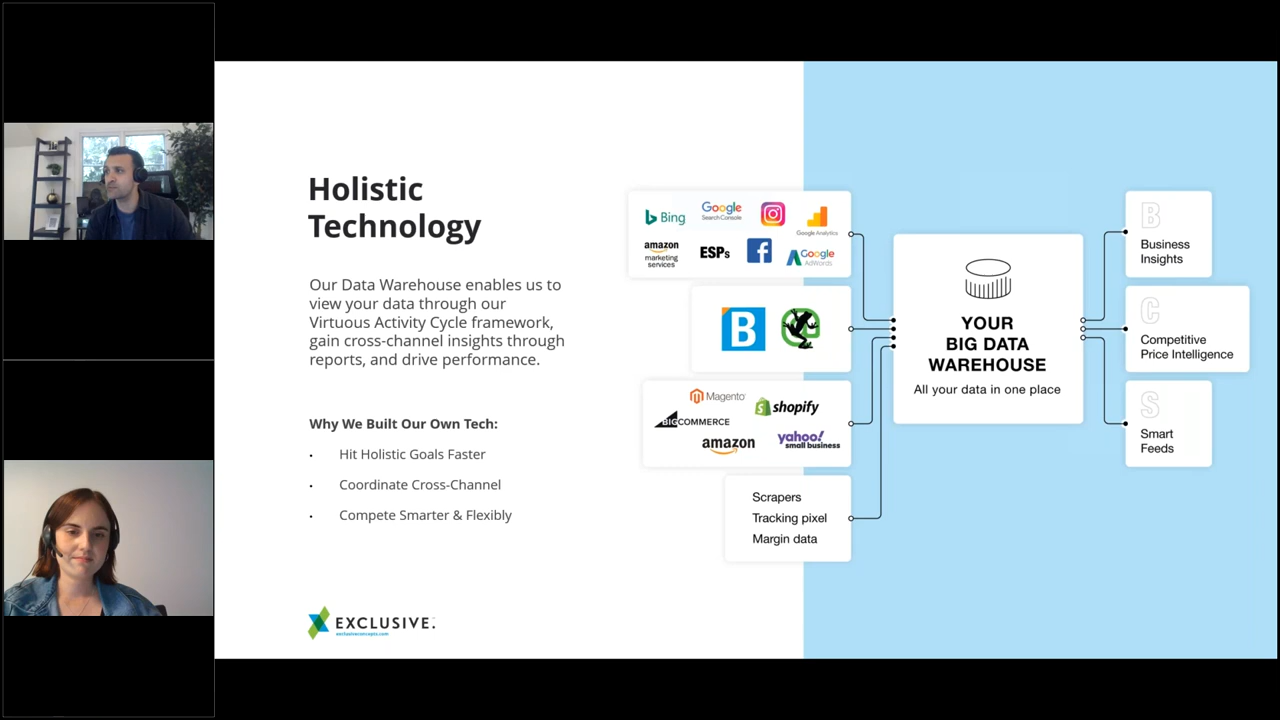 Holistic
Technology
Our Data Warehouse enables us to
view your data through our
Virtuous Activity Cycle framework,
gain cross-channel insights through
reports, and drive performance.
Why We Built Our Own Tech:
• Hit Holistic Goals Faster
• Coordinate Cross-Channel
• Compete Smarter & Flexibly
EXCLUSIVE.
exclusiveconcepts.com
Bing
Google
Search Console
Google Analytics
amazon
marketing
services
ESPs
Google
AdWords
B
Magento
shopify
BIGCOMMERCE
amazon
yahoo!
small business
Scrapers
Tracking pixel
Margin data
YOUR
BIG DATA
WAREHOUSE
All your data in one place
B
Business
Insights
C
Competitive
Price Intelligence
S
Smart
Feeds